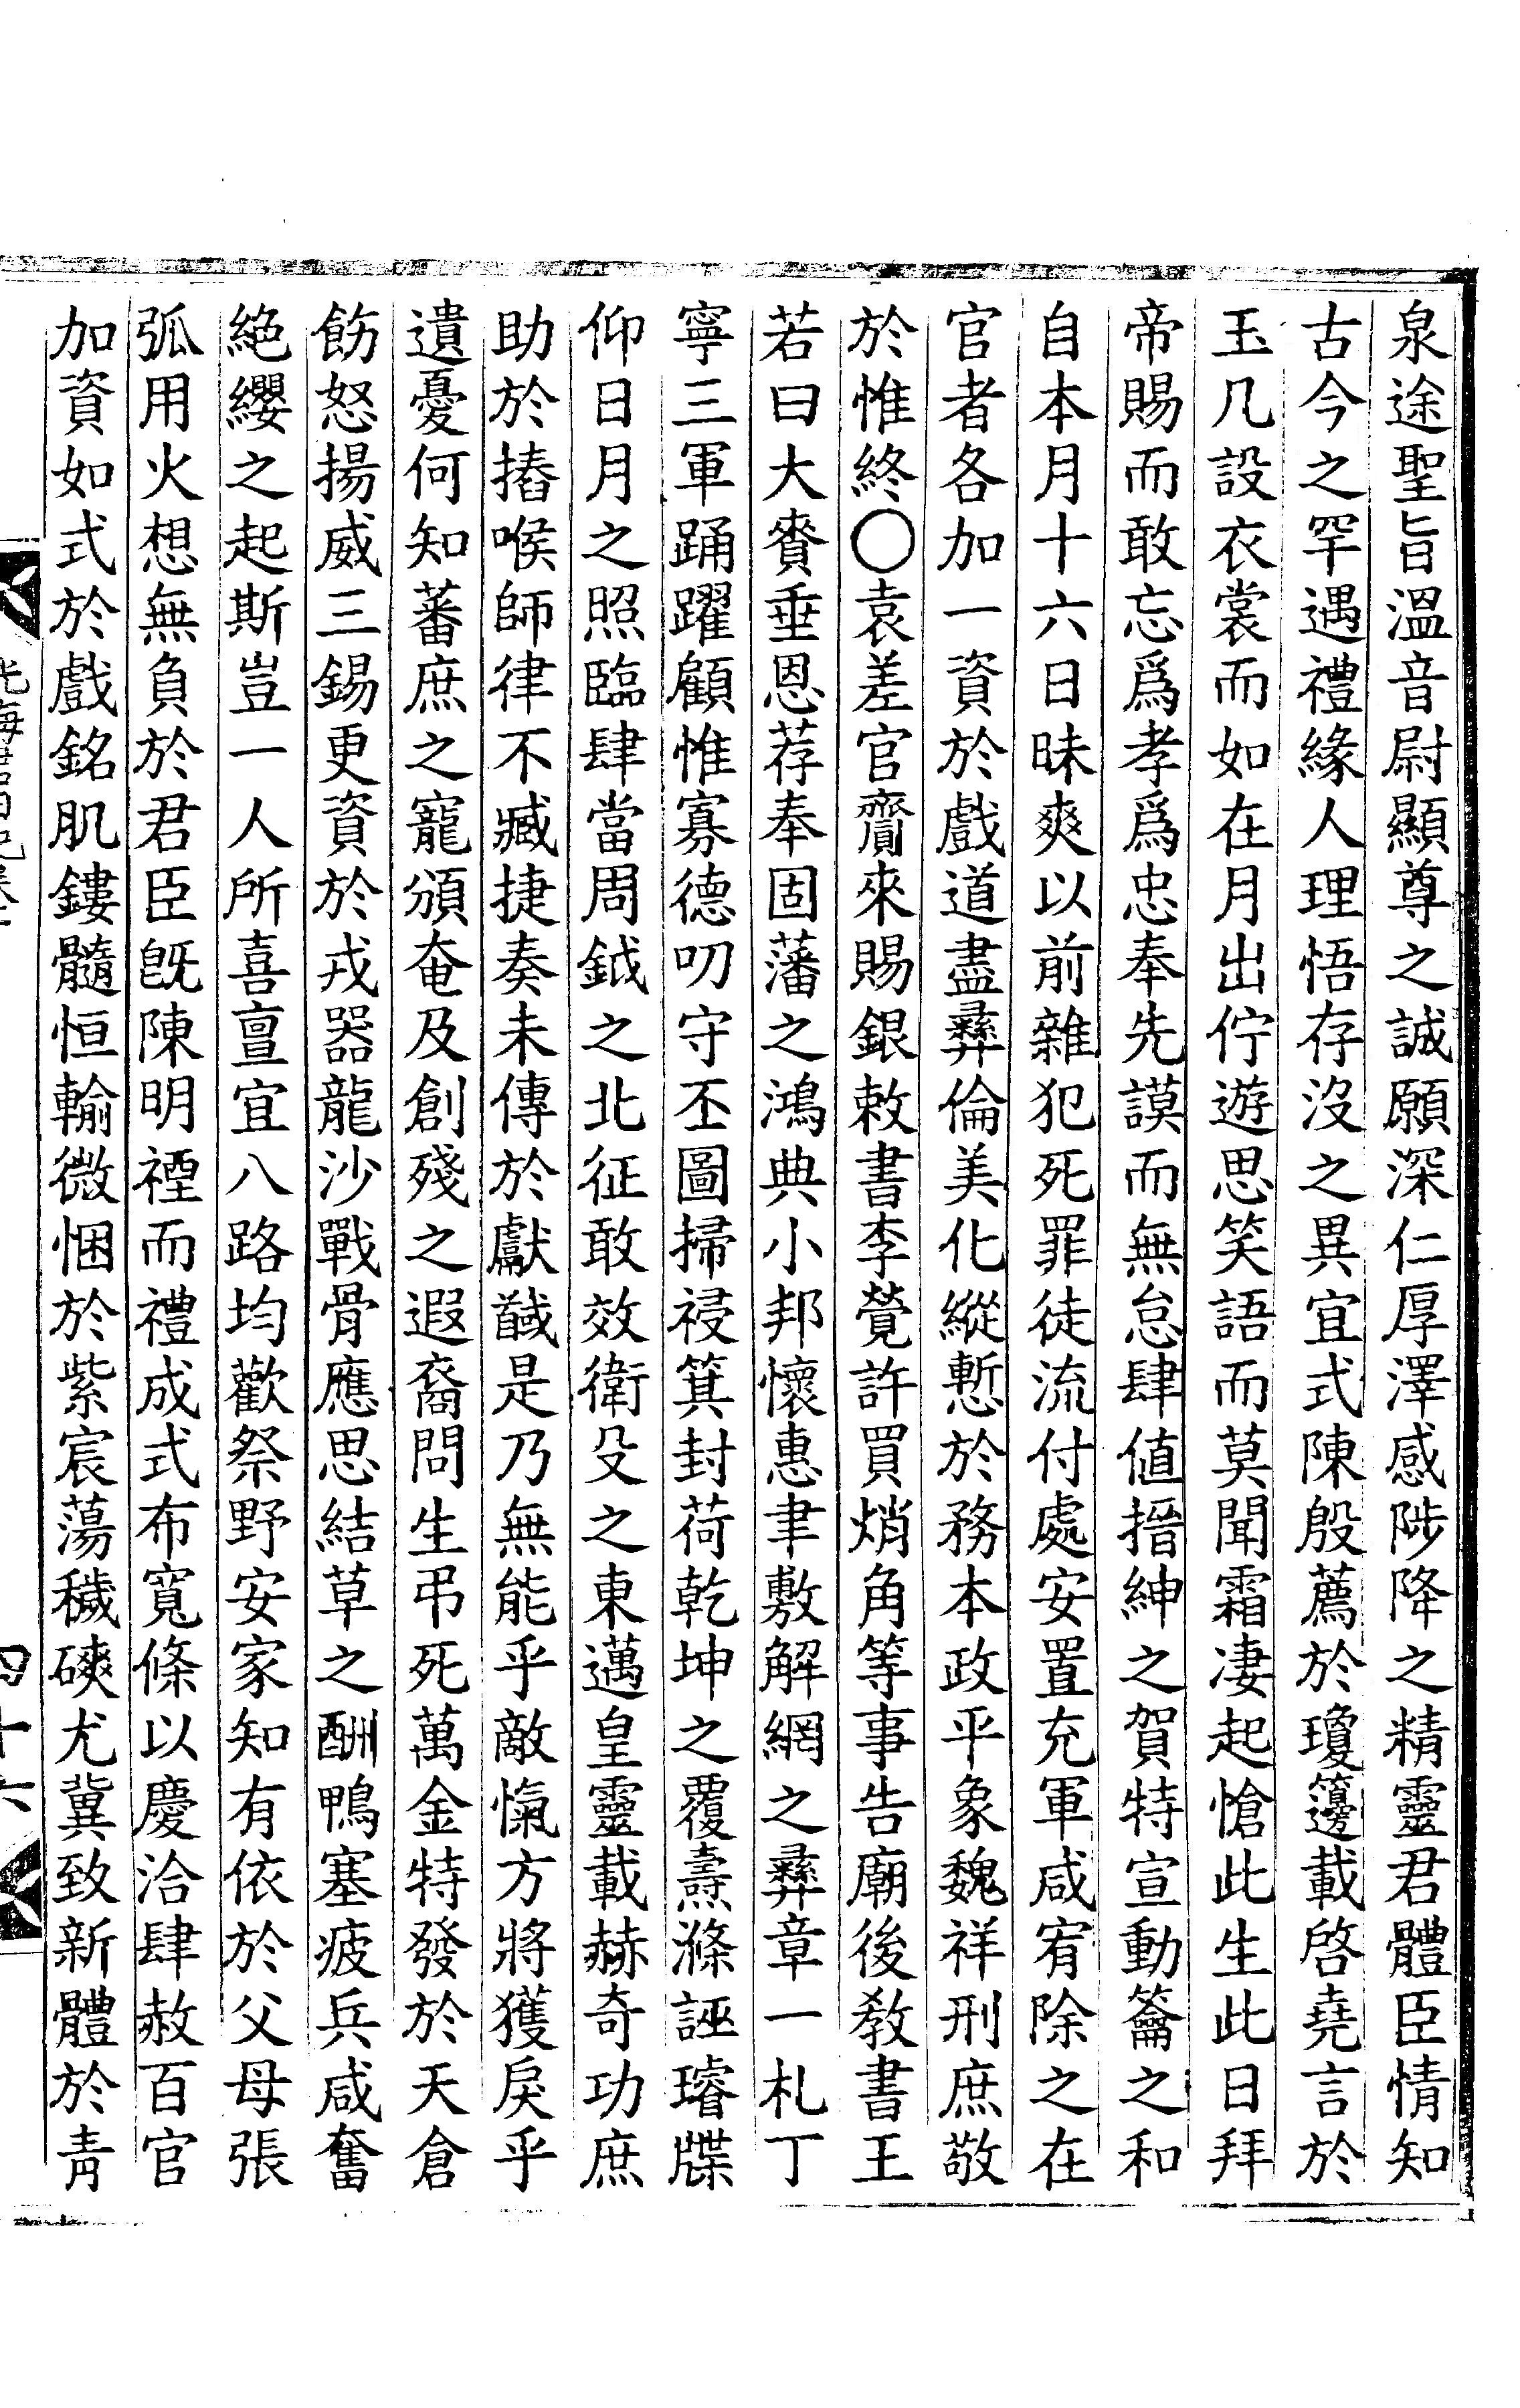 泉途聖旨溫音尉顯尊之誠願深仁厚澤感陟降之精靈君體臣情知
古今之罕遇禮緣人理悟存沒之異宜式陳殷薦於瓊籩載啓堯言於
玉几設衣裳而如在月出佇遊思笑語而莫聞霜凄起愴此生此日拜
帝賜而敢忘爲孝爲忠奉先謨而無怠肆値搢紳之賀特宣動籥之和
自本月十六日昧爽以前雜犯死罪徒流付處安置充軍咸宥除之在
官者各加一資於戲道盡彝倫美化縱慙於務本政平象魏祥刑庶敬
於惟終○袁差官齎來賜銀敕書李覮許買焇角等事告廟後敎書王
若曰大賚垂恩荐奉固藩之鴻典小邦懷惠聿敷解網之彝章一札丁
寧三軍踊躍顧惟寡德叨守丕圖掃祲箕封荷乾坤之覆燾滌誣璿牒
仰日月之照臨肆當周鉞之北征敢效衛殳之東邁皇靈載赫奇功庶
助於搘喉師律不臧捷奏未傳於獻馘是乃無能乎敵愾方將獲戾乎
遺憂何知蕃庶之寵頒奄及創殘之遐裔問生弔死萬金特發於天倉
飭怒揚威三錫更資於戎器龍沙戰骨應思結草之酬鴨塞疲兵咸奮
絶纓之起斯豈一人所喜亶宜八路均歡祭野安家知有依於父母張
弧用火想無負於君臣旣陳明禋而禮成式布寬條以慶洽肆赦百官
加資如式於戲銘肌鏤髓恒輸微悃於紫宸蕩穢磢尤冀致新體於靑
四十六